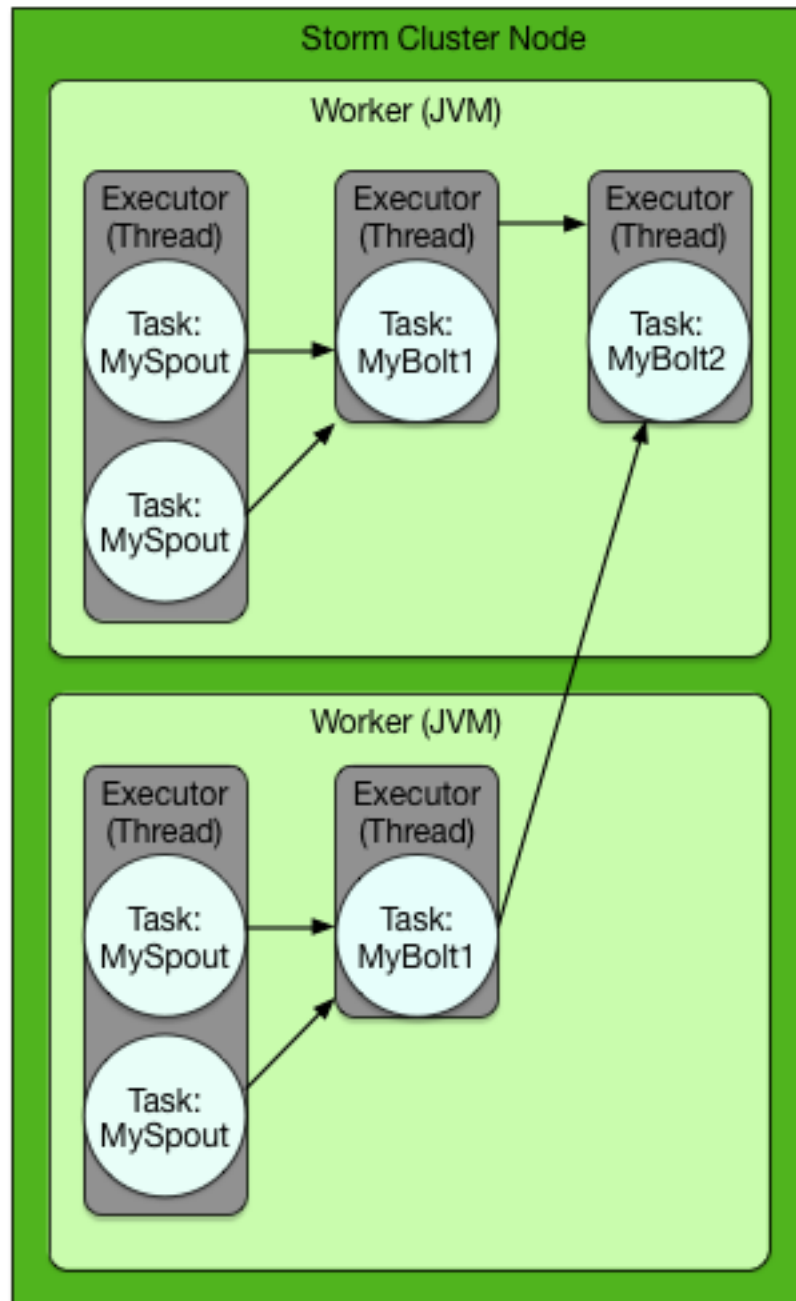 Storm Cluster Node
Worker (JVM)
Executor
(Thread)
Task:
MySpout
Task:
MySpout
Executor
(Thread)
Task:
MyBolt1
Executor
(Thread)
Task:
MyBolt2
Worker (JVM)
Executor
(Thread)
Task:
MySpout
Task:
MySpout
Executor
(Thread)
Task:
MyBolt1